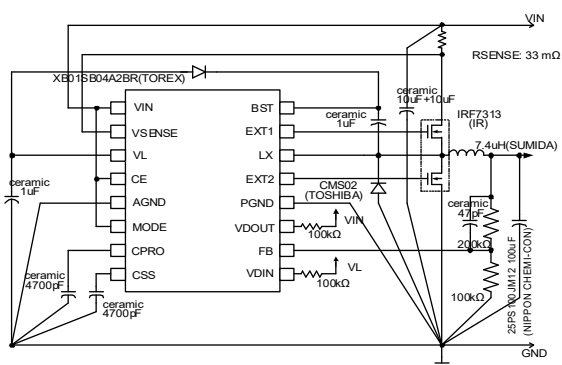 VIN
RSENSE: 33 mΩ
XB01SB04A2BR(TOREX)
ceramic
10uF+10uF
IRF7313
(IR)
VIN
BST
ceramic
1uF
VSENSE
EXT1
7.4uH(SUMIDA)
VL
LX
CE
EXT2
CMS02
(TOSHIBA)
ceramic
1uF
AGND
PGND
ceramic
47pF
MODE
VDOUT
100kΩ
VIN
200kΩ
CPRO
FB
VL
CSS
VDIN
100kΩ
ceramic
4700pF
ceramic
4700pF
100kΩ
25PS100JM12 100uF
(NIPPON CHEMI-CON)
GND